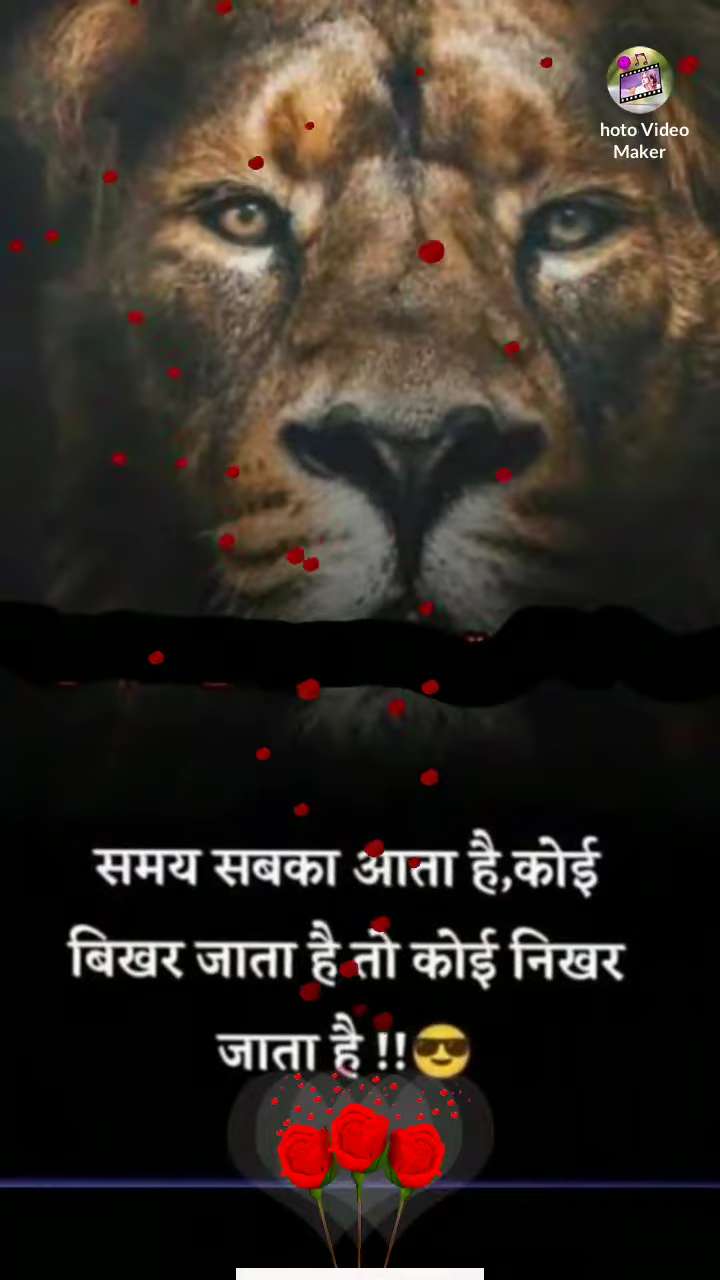 hoto Video
Maker
समय सबका आता है,कोई
बिखर जाता है तो कोई निखर
जाता है !!😎